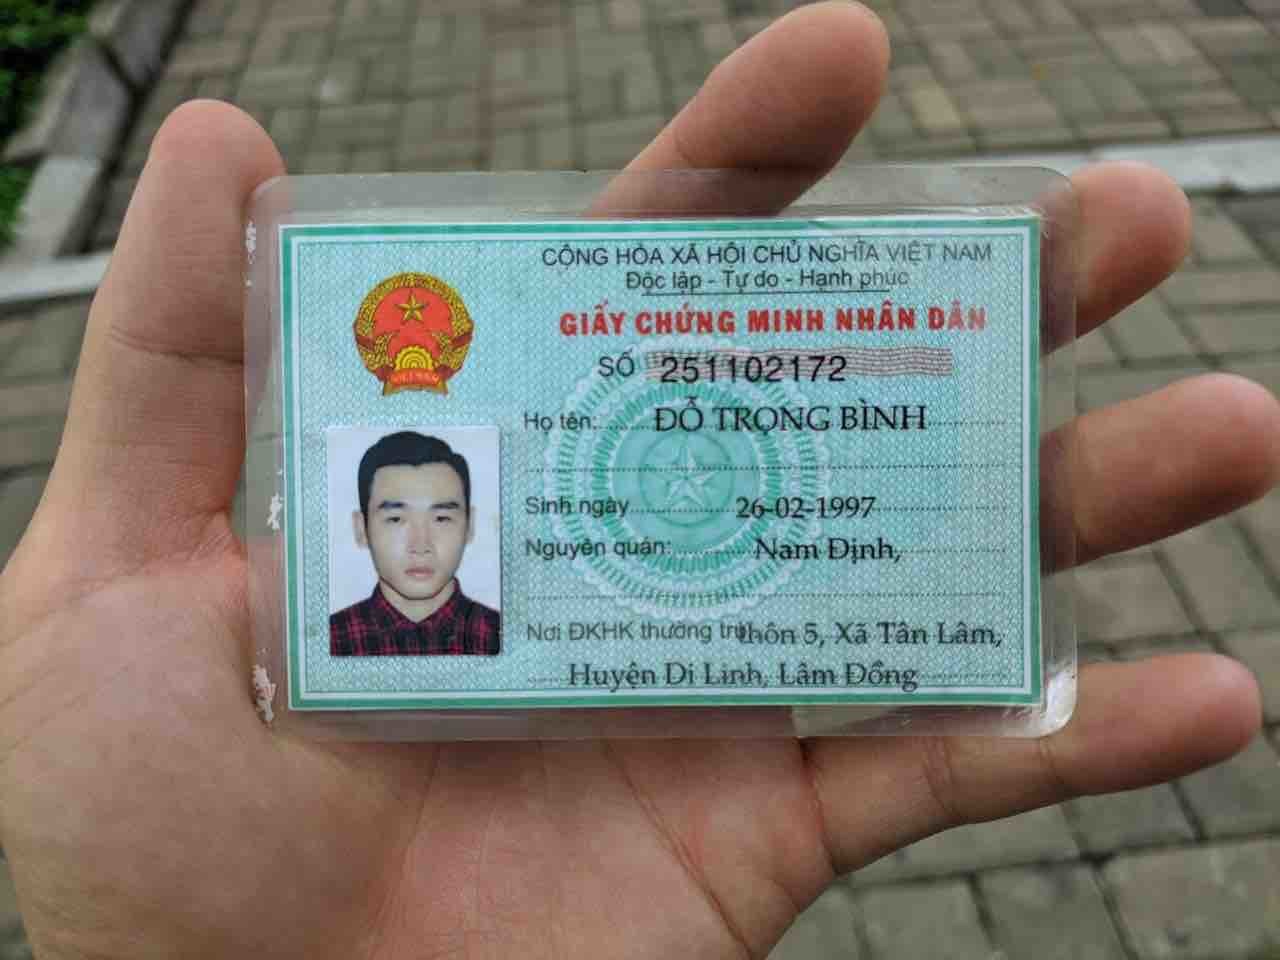 CỘNG HÒA XÃ HỘI CHỦ NGHĨA VIỆT NAM
Độc lập - Tự do - Hạnh phúc
GIẤY CHỨNG MINH NHÂN DÂN
SỐ 251102172
Họ tên: ĐỖ TRỌNG BÌNH
Sinh ngày 26-02-1997
Nguyên quán: Nam Định,
Nơi ĐKHK thường trú thôn 5, Xã Tân Lâm,
Huyện Di Linh, Lâm Đồng
VIỆT NAM